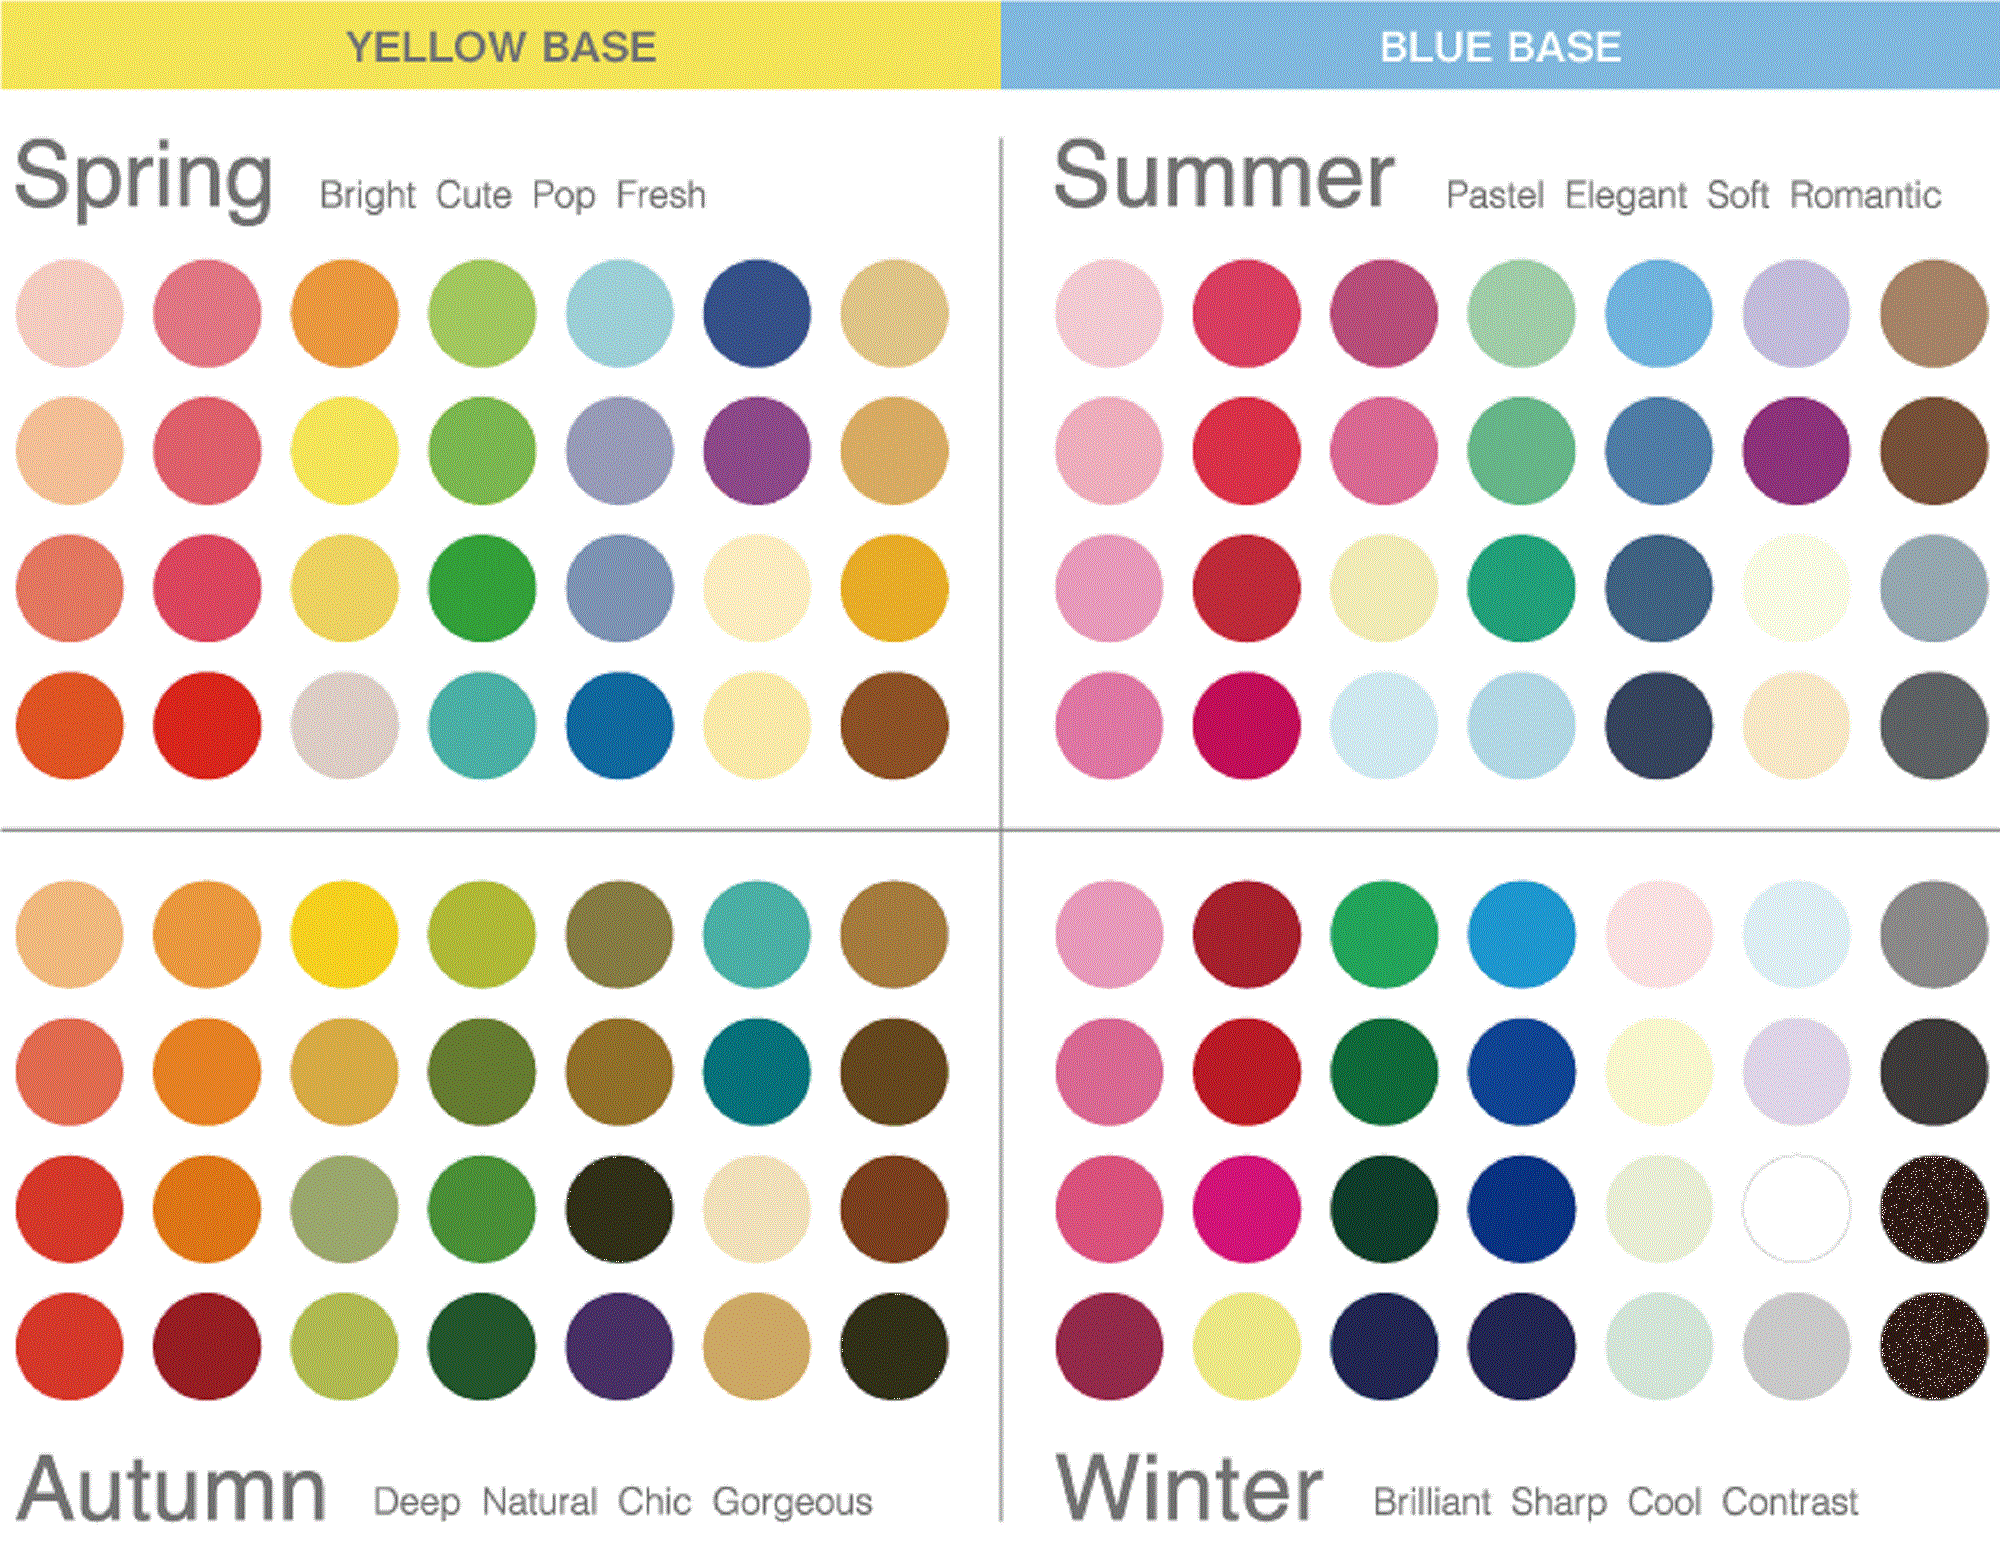 YELLOW BASE
BLUE BASE
Spring Bright Cute Pop Fresh
Summer Pastel Elegant Soft Romantic
Autumn Deep Natural Chic Gorgeous
Winter Brilliant Sharp Cool Contrast